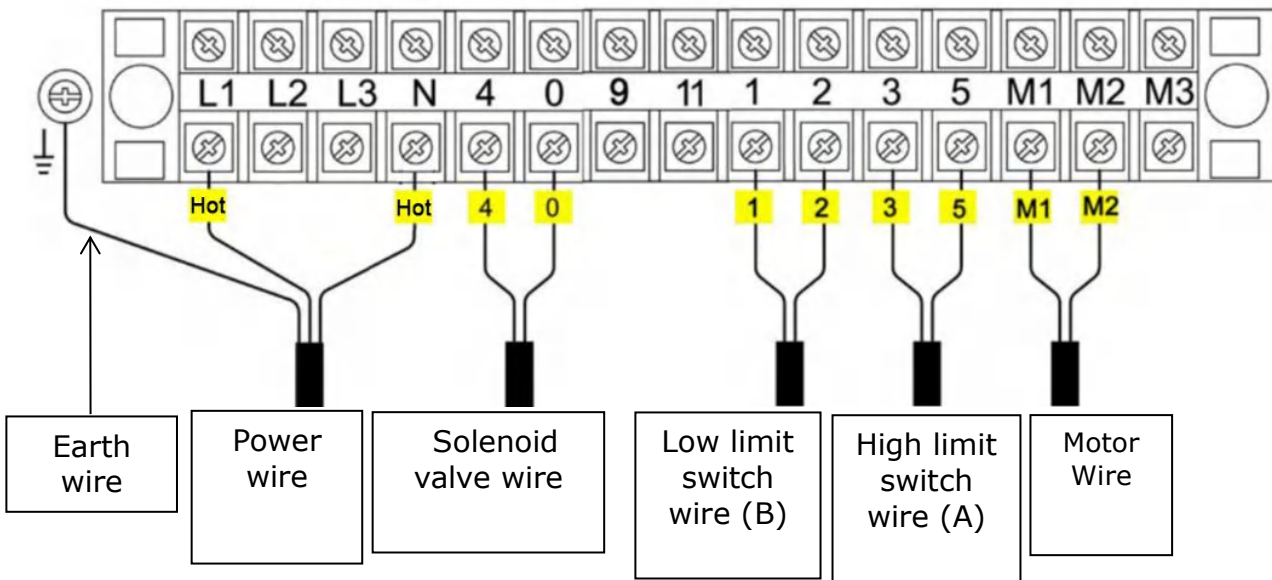 L1 L2 L3 N 4 0 9 11 1 2 3 5 M1 M2 M3
Hot Hot 4 0 1 2 3 5 M1 M2
Earth
wire
Power
wire
Solenoid
valve wire
Low limit
switch
wire (B)
High limit
switch
wire (A)
Motor
Wire